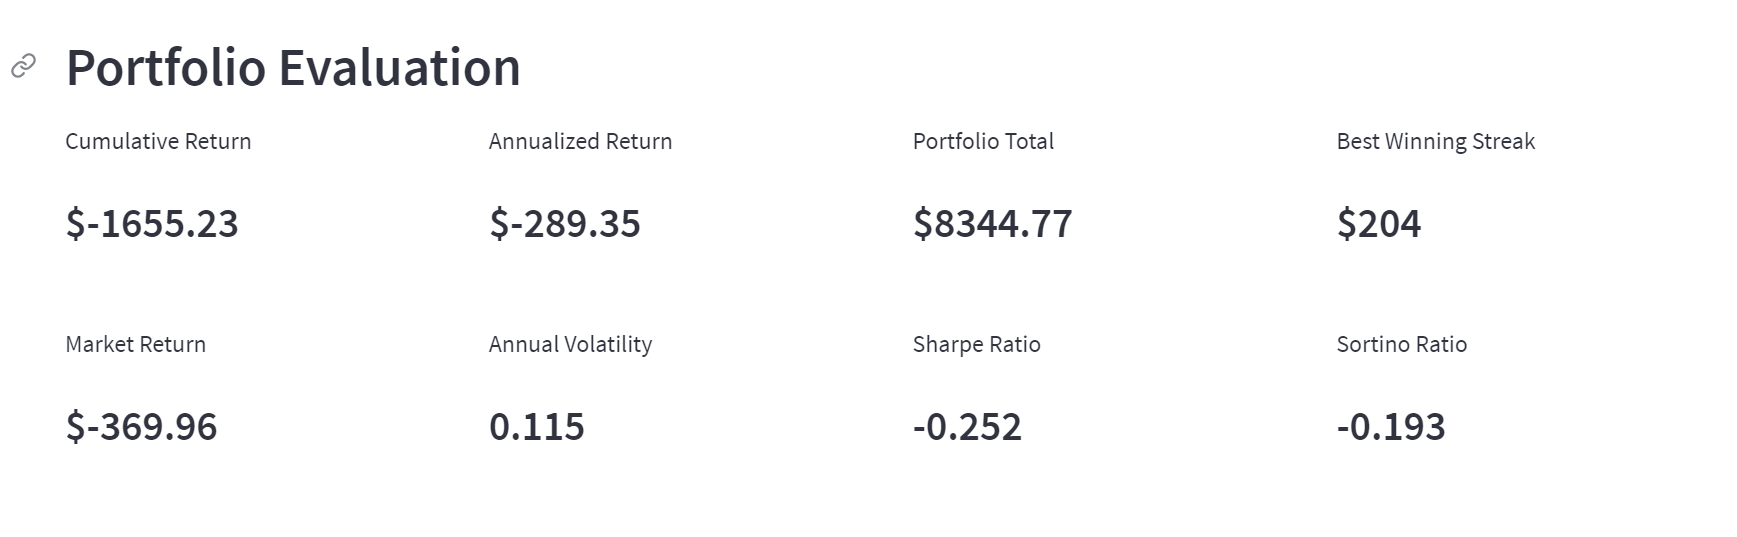 Portfolio Evaluation
Cumulative Return
Annualized Return
Portfolio Total
Best Winning Streak
$-1655.23
$-289.35
$8344.77
$204
Market Return
Annual Volatility
Sharpe Ratio
Sortino Ratio
$-369.96
0.115
-0.252
-0.193